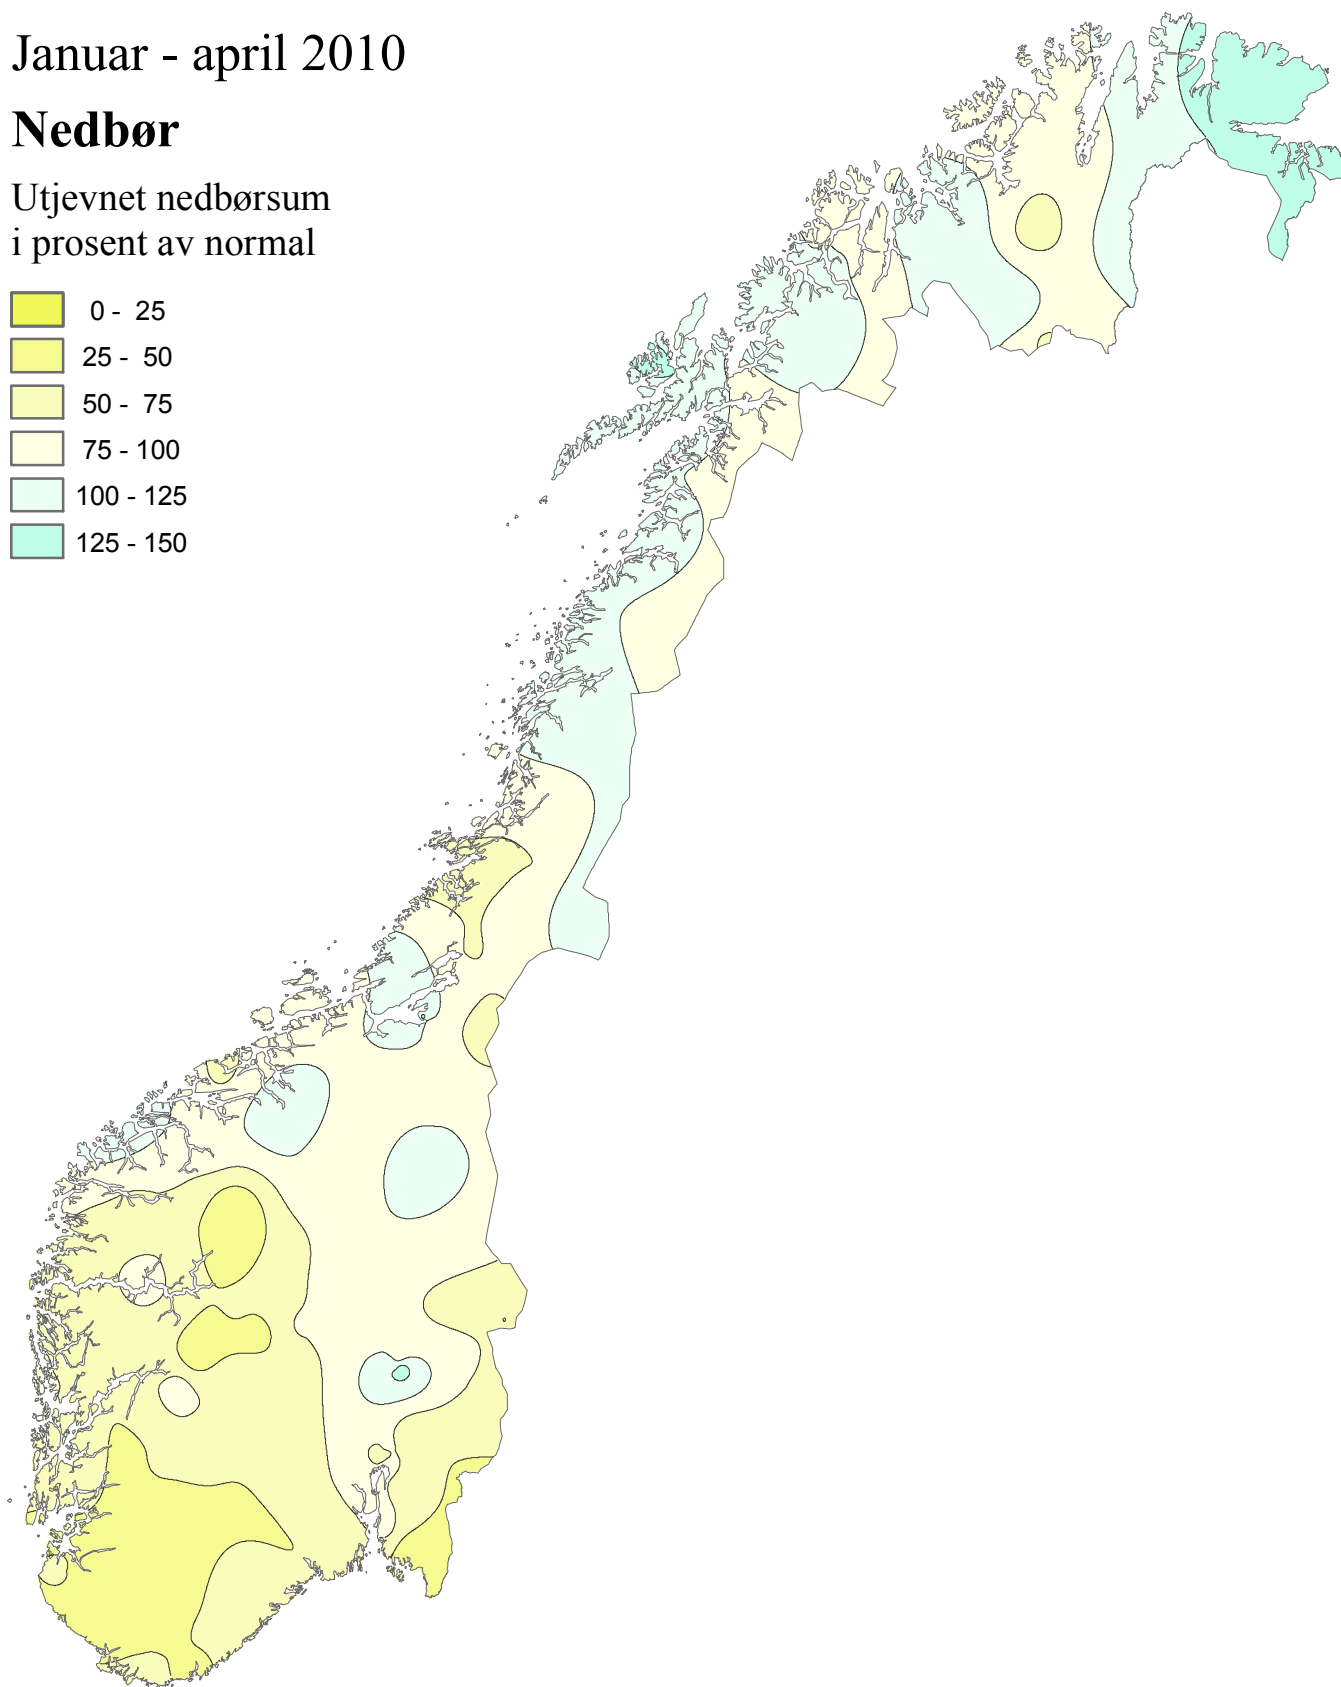 Januar - april 2010
Nedbør
Utjevnet nedbørsum
i prosent av normal
0 - 25
25 - 50
50 - 75
75 - 100
100 - 125
125 - 150